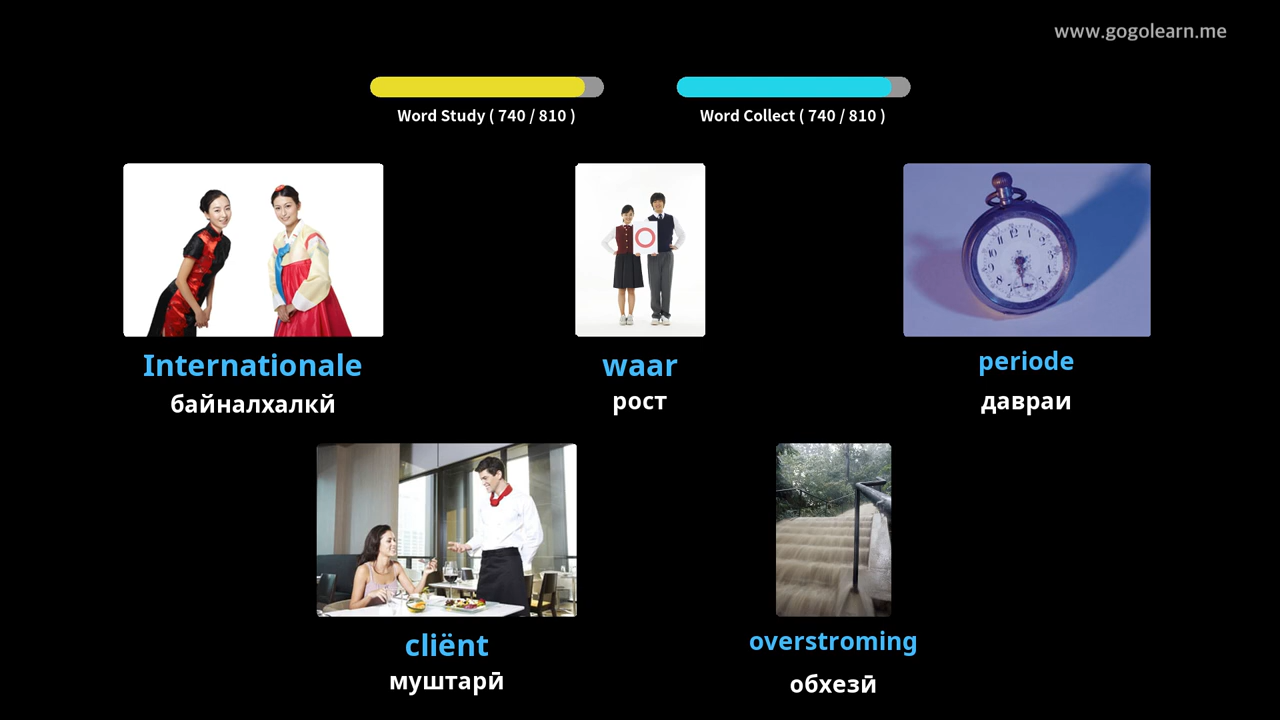 www.gogolearn.me
Word Study ( 740 / 810 )
Word Collect ( 740 / 810 )
Internationale
байналхалкӣ
waar
рост
periode
давраи
cliënt
муштарӣ
overstroming
обхезӣ